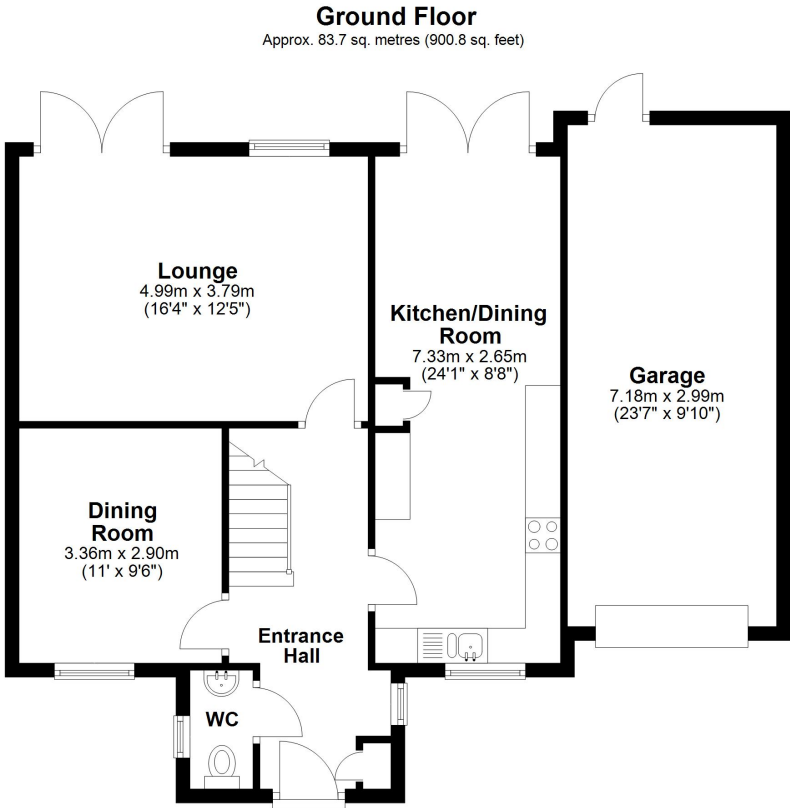 Ground Floor
Approx. 83.7 sq. metres (900.8 sq. feet)
Lounge
4.99m x 3.79m
(16'4" x 12'5")
Kitchen/Dining
Room
7.33m x 2.65m
(24'1" x 8'8")
Garage
7.18m x 2.99m
(23'7" x 9'10")
Dining
Room
3.36m x 2.90m
(11' x 9'6")
Entrance
Hall
WC